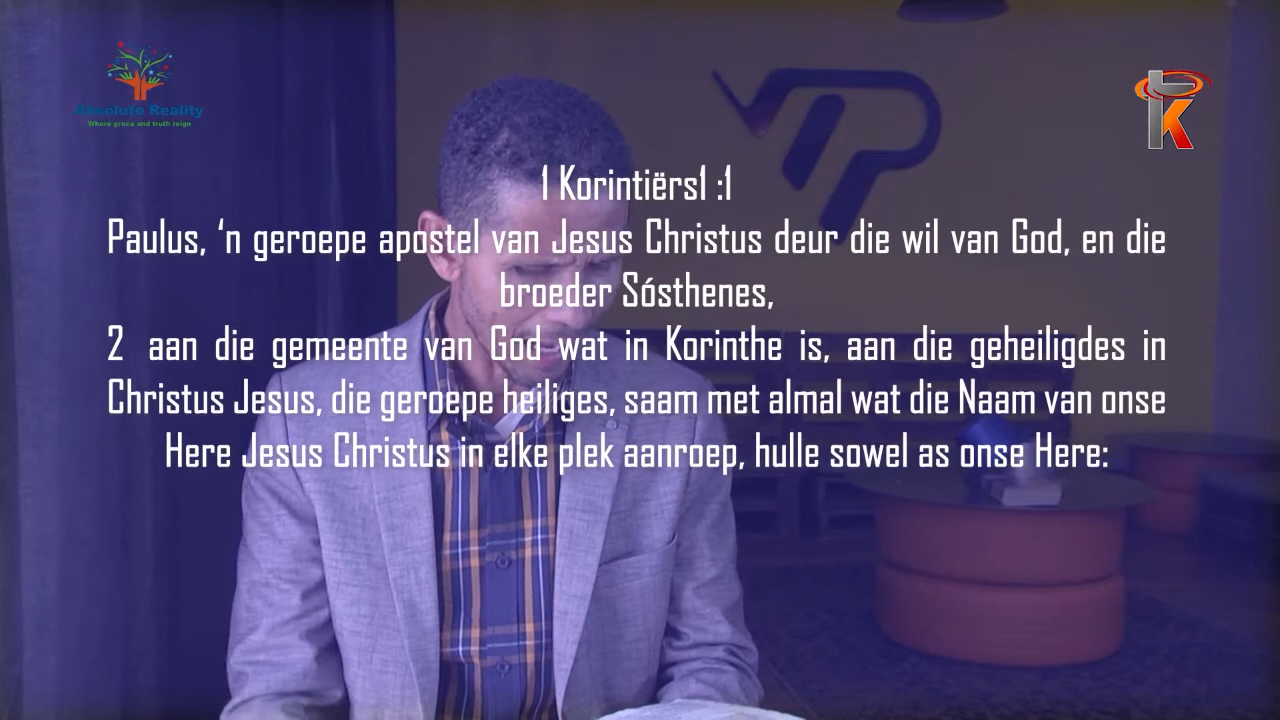 Absolute Reality
Where grace and truth reign
1 Korintiërs1 :1
Paulus, ‘n geroepe apostel van Jesus Christus deur die wil van God, en die
broeder Sósthenes,
2 aan die gemeente van God wat in Korinthe is, aan die geheiligdes in
Christus Jesus, die geroepe heiliges, saam met almal wat die Naam van onse
Here Jesus Christus in elke plek aanroep, hulle sowel as onse Here: